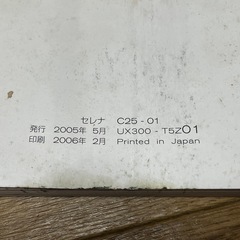 セレナ C25-01
発行 2005年 5月 UX300-T5Z01
印刷 2006年 2月 Printed in Japan